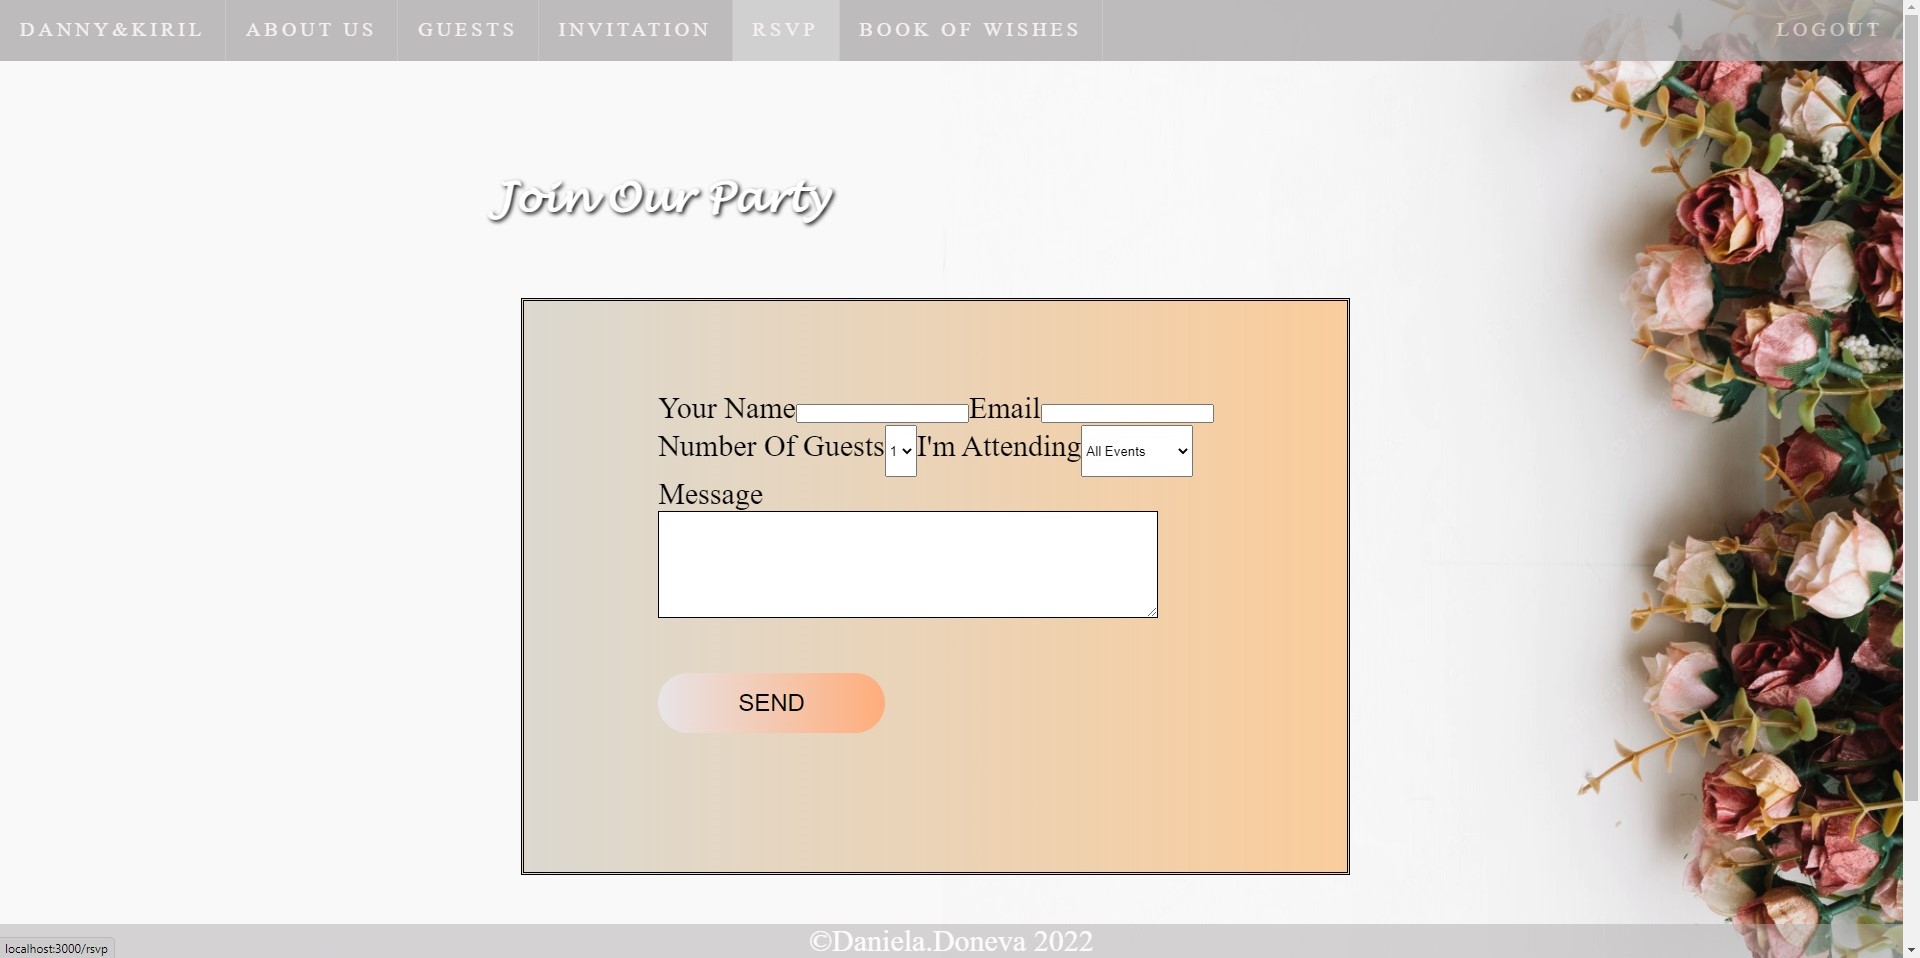 DANNY&KIRIL ABOUT US GUESTS INVITATION RSVP BOOK OF WISHES LOGOUT
Join Our Party
Your Name Email
Number Of Guests 1 I'm Attending All Events
Message
SEND
©Daniela.Doneva 2022
localhost:3000/rsvp